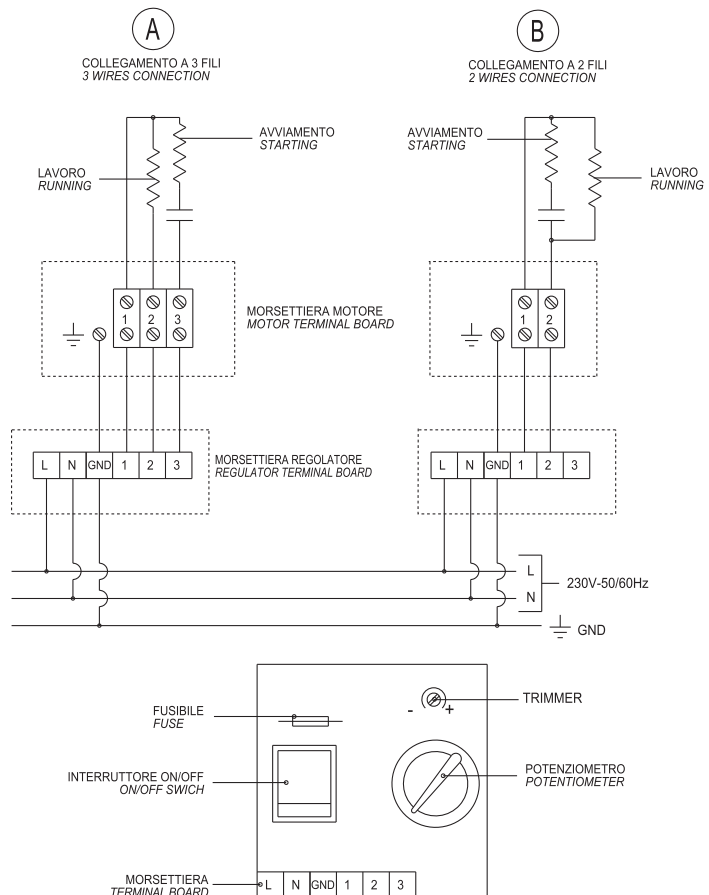 A
COLLEGAMENTO A 3 FILI
3 WIRES CONNECTION
AVVIAMENTO
STARTING
LAVORO
RUNNING
1 2 3
MORSETTIERA MOTORE
MOTOR TERMINAL BOARD
L N GND 1 2 3
MORSETTIERA REGOLATORE
REGULATOR TERMINAL BOARD
B
COLLEGAMENTO A 2 FILI
2 WIRES CONNECTION
AVVIAMENTO
STARTING
LAVORO
RUNNING
1 2
L N GND 1 2 3
L
N
230V-50/60Hz
GND
- +
TRIMMER
FUSIBILE
FUSE
INTERRUTTORE ON/OFF
ON/OFF SWICH
POTENZIOMETRO
POTENTIOMETER
MORSETTIERA
TERMINAL BOARD
L N GND 1 2 3